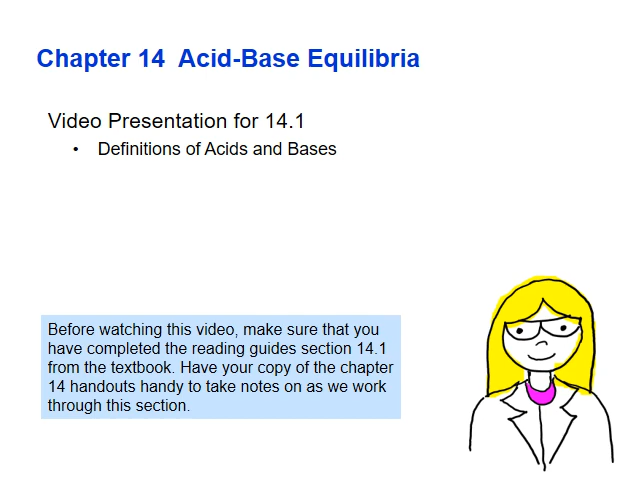 Chapter 14  Acid-Base Equilibria
Video Presentation for 14.1
• Definitions of Acids and Bases
Before watching this video, make sure that you
have completed the reading guides section 14.1
from the textbook. Have your copy of the chapter
14 handouts handy to take notes on as we work
through this section.